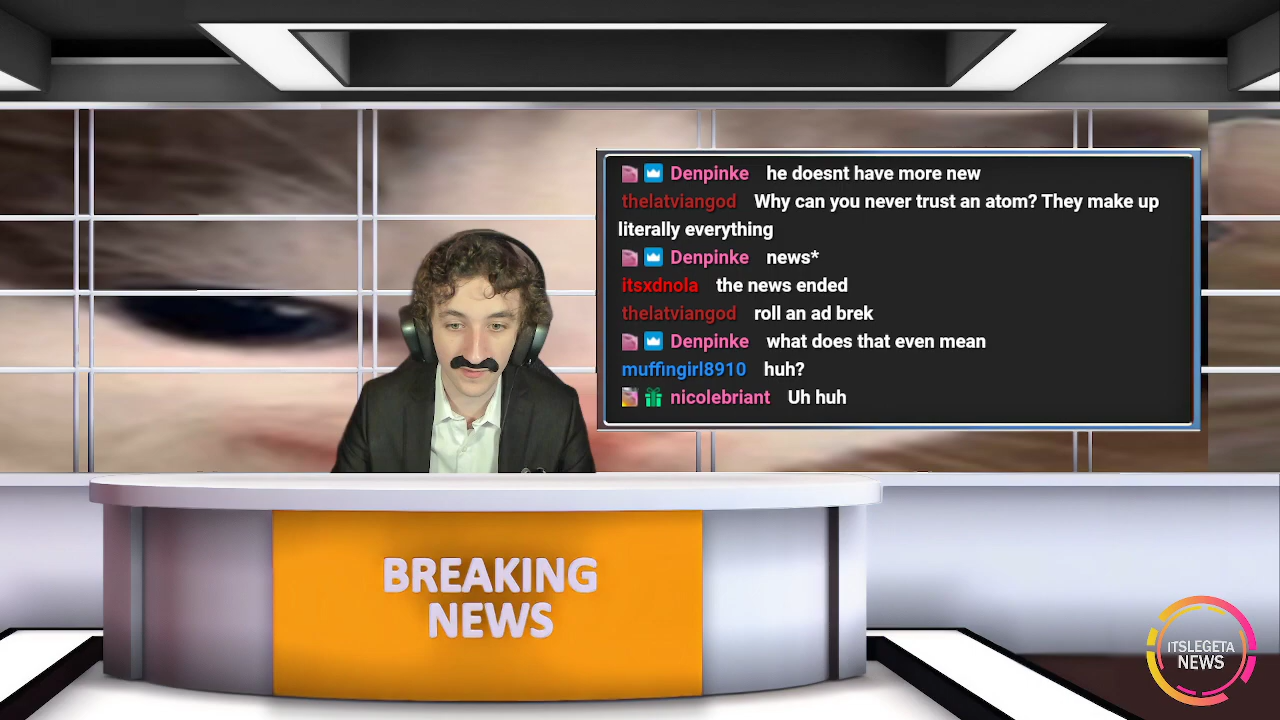 Denpinke he doesnt have more new
thelatviangod Why can you never trust an atom? They make up
literally everything
Denpinke news*
itsxdnola the news ended
thelatviangod roll an ad brek
Denpinke what does that even mean
muffingirl8910 huh?
nicolebriant Uh huh
BREAKING
NEWS
ITSLEGETA
NEWS